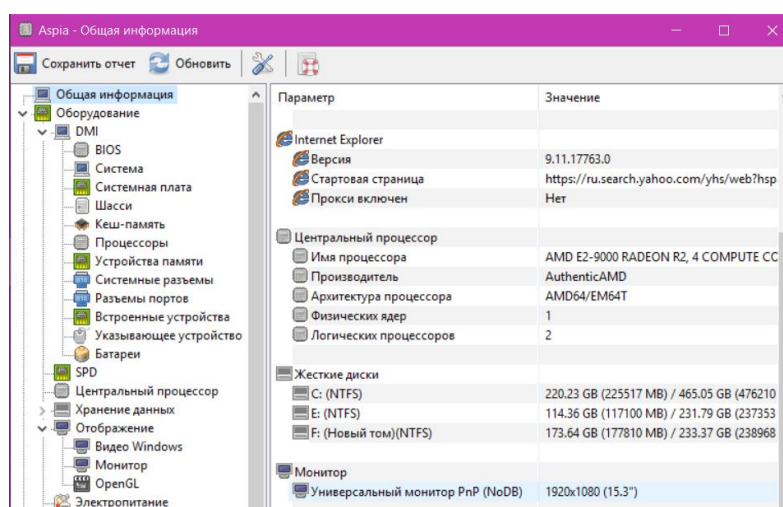 Aspia - Общая информация
Сохранить отчет Обновить
Общая информация
Оборудование
DMI
BIOS
Система
Системная плата
Шасси
Кеш-память
Процессоры
Устройства памяти
Системные разъемы
Разъемы портов
Встроенные устройства
Указывающее устройство
Батареи
SPD
Центральный процессор
Хранение данных
Отображение
Видео Windows
Монитор
OpenGL
Электропитание
Параметр Значение
Internet Explorer
Версия 9.11.17763.0
Стартовая страница https://ru.search.yahoo.com/yhs/web?hsp
Прокси включен Нет
Центральный процессор
Имя процессора AMD E2-9000 RADEON R2, 4 COMPUTE CO
Производитель AuthenticAMD
Архитектура процессора AMD64/EM64T
Физических ядер 1
Логических процессоров 2
Жесткие диски
C: (NTFS) 220.23 GB (225517 MB) / 465.05 GB (476210
E: (NTFS) 114.36 GB (117100 MB) / 231.79 GB (237353
F: (Новый том)(NTFS) 173.64 GB (177810 MB) / 233.37 GB (238968
Монитор
Универсальный монитор PnP (NoDB) 1920x1080 (15.3")